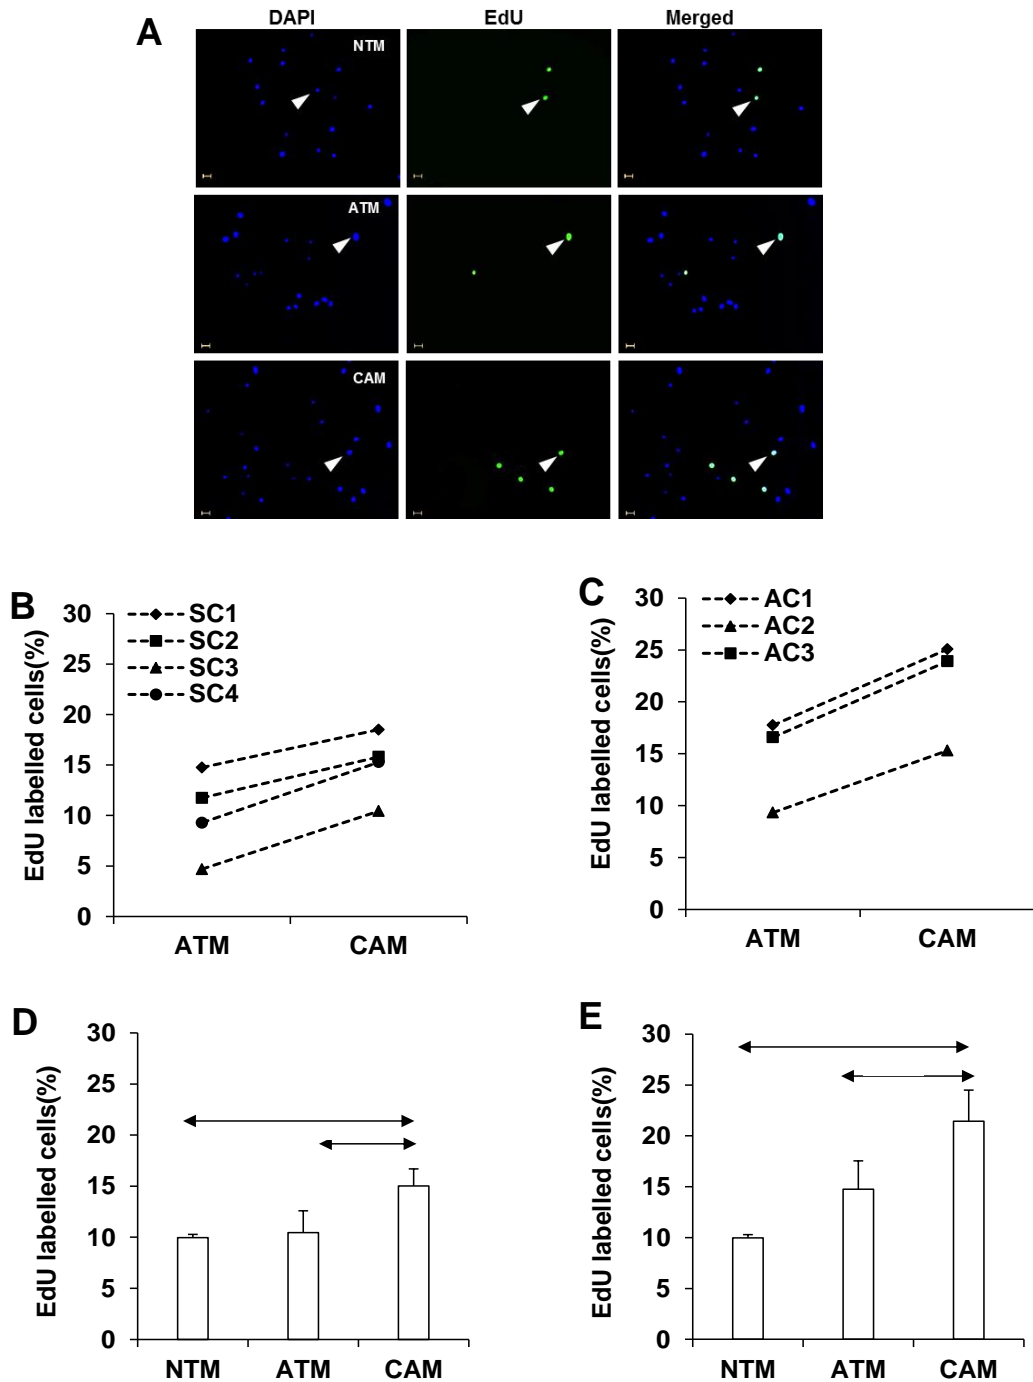 A
DAPI EdU Merged
NTM
ATM
CAM
B
EdU labelled cells(%)
30
25
20
15
10
5
0
SC1
SC2
SC3
SC4
ATM CAM
C
EdU labelled cells(%)
30
25
20
15
10
5
0
AC1
AC2
AC3
ATM CAM
D
EdU labelled cells(%)
30
25
20
15
10
5
0
NTM ATM CAM
E
EdU labelled cells(%)
30
25
20
15
10
5
0
NTM ATM CAM